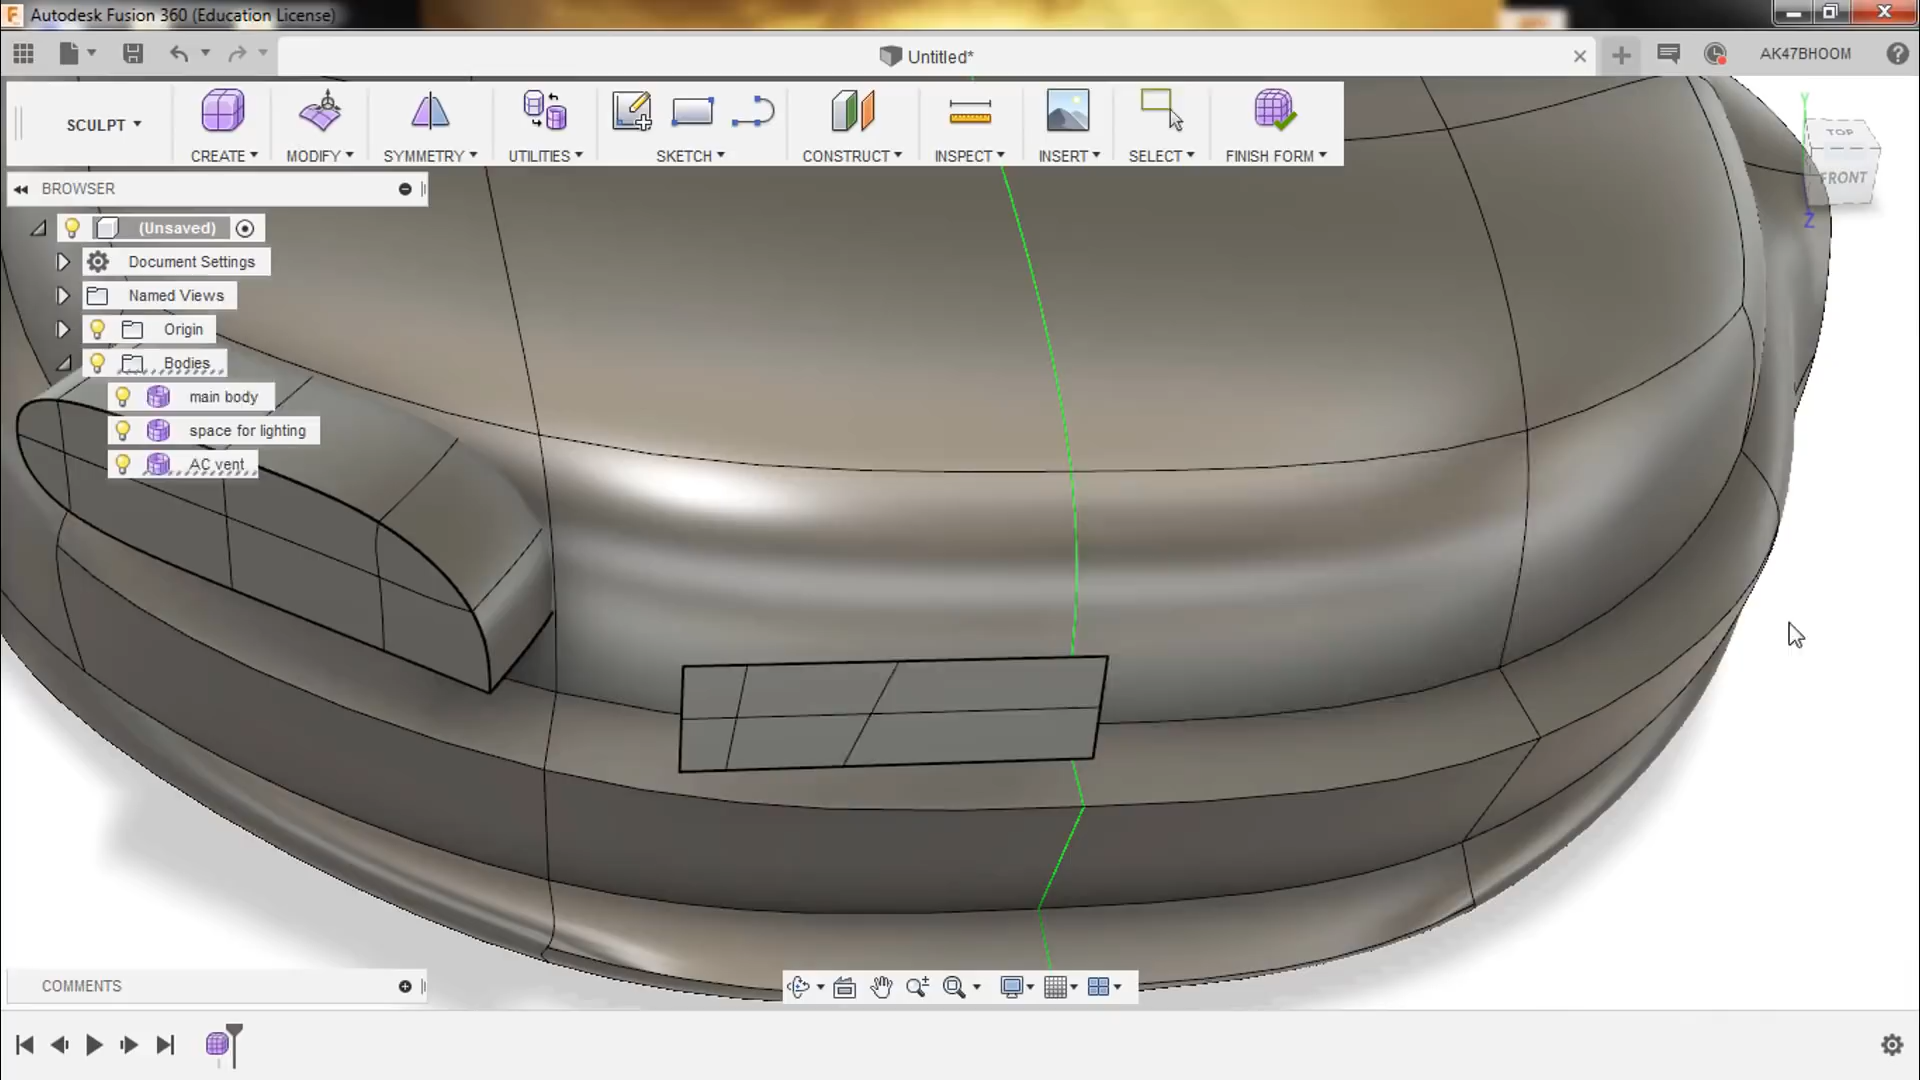 Autodesk Fusion 360 (Education License)
Untitled*
AK47BHOOM
SCULPT
CREATE
MODIFY
SYMMETRY
UTILITIES
SKETCH
CONSTRUCT
INSPECT
INSERT
SELECT
FINISH FORM
Y
TOP
FRONT
Z
BROWSER
(Unsaved)
Document Settings
Named Views
Origin
Bodies
main body
space for lighting
AC vent
COMMENTS